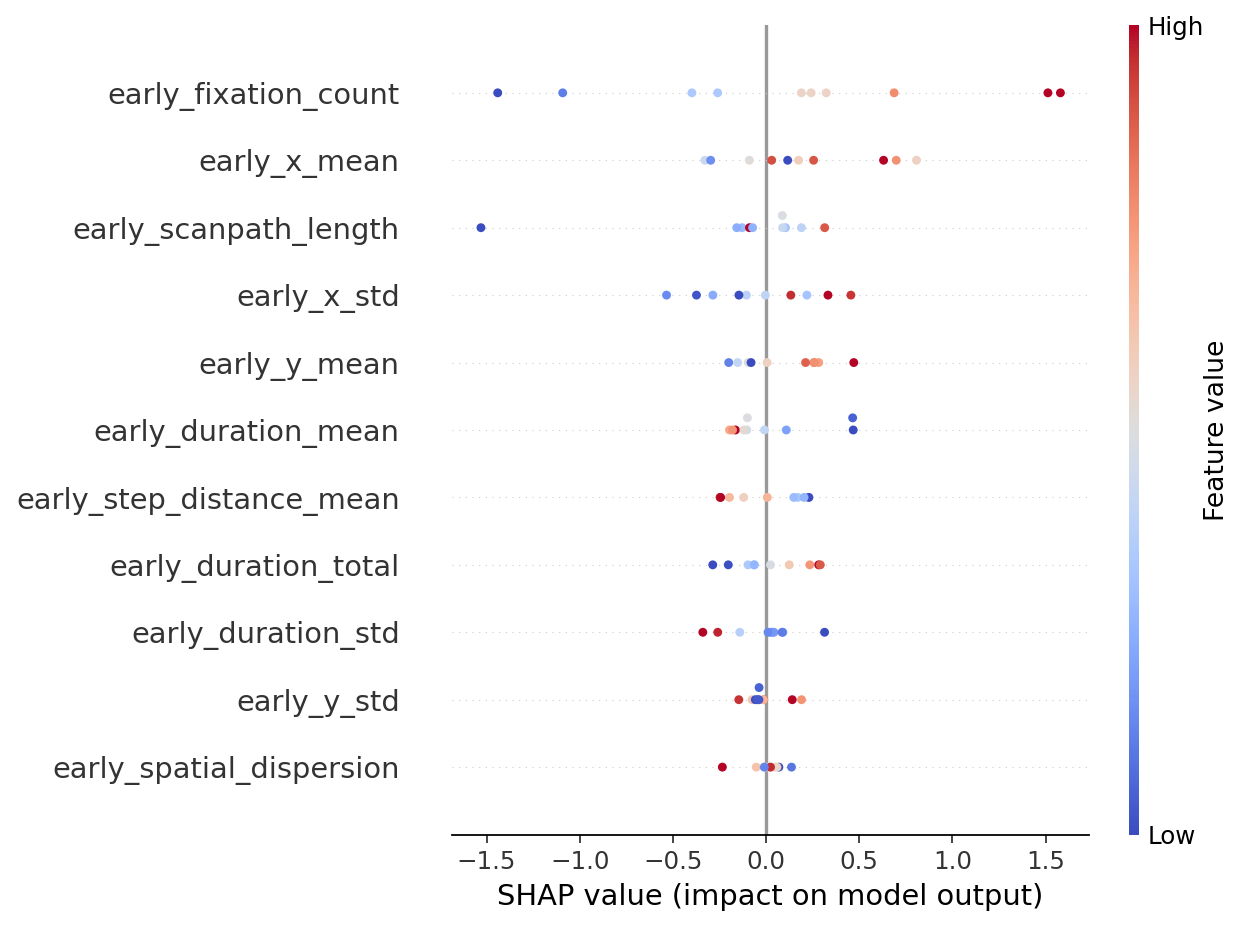 High
early_fixation_count
early_x_mean
early_scanpath_length
early_x_std
early_y_mean
early_duration_mean
early_step_distance_mean
early_duration_total
early_duration_std
early_y_std
early_spatial_dispersion
Feature value
Low
−1.5 −1.0 −0.5 0.0 0.5 1.0 1.5
SHAP value (impact on model output)